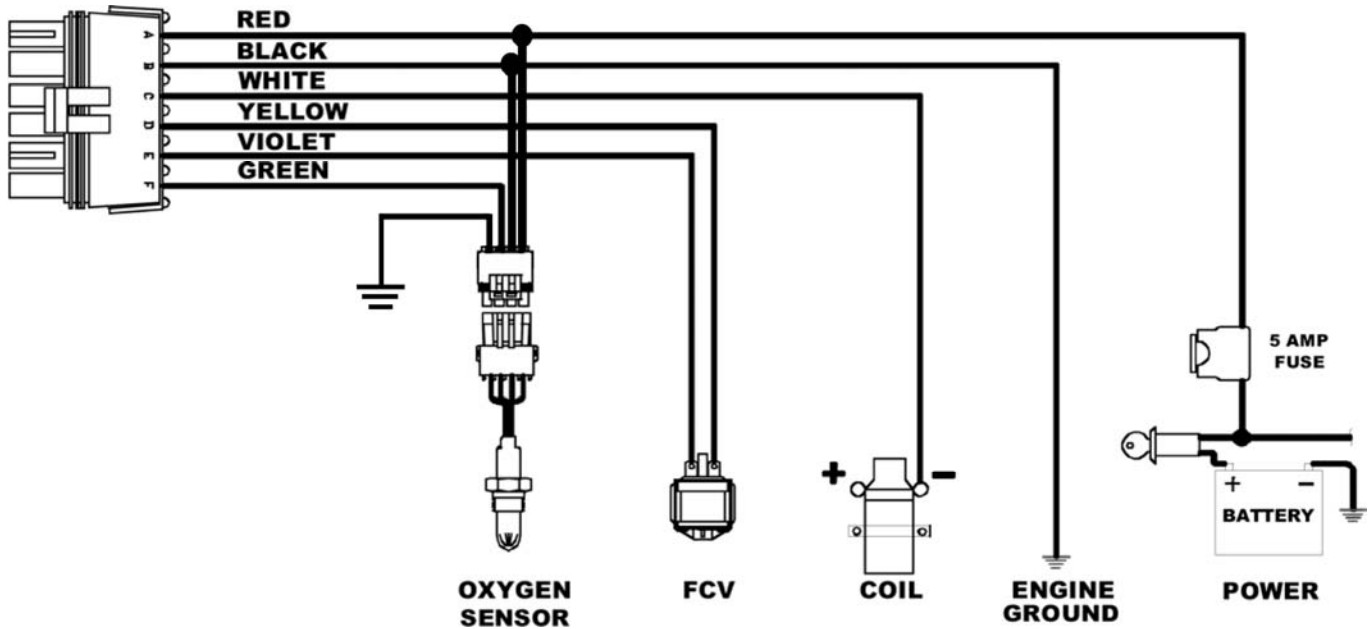 RED
A
BLACK
B
WHITE
C
YELLOW
D
VIOLET
E
GREEN
F
5 AMP
FUSE
+
−
+ −
BATTERY
OXYGEN
SENSOR
FCV
COIL
ENGINE
GROUND
POWER